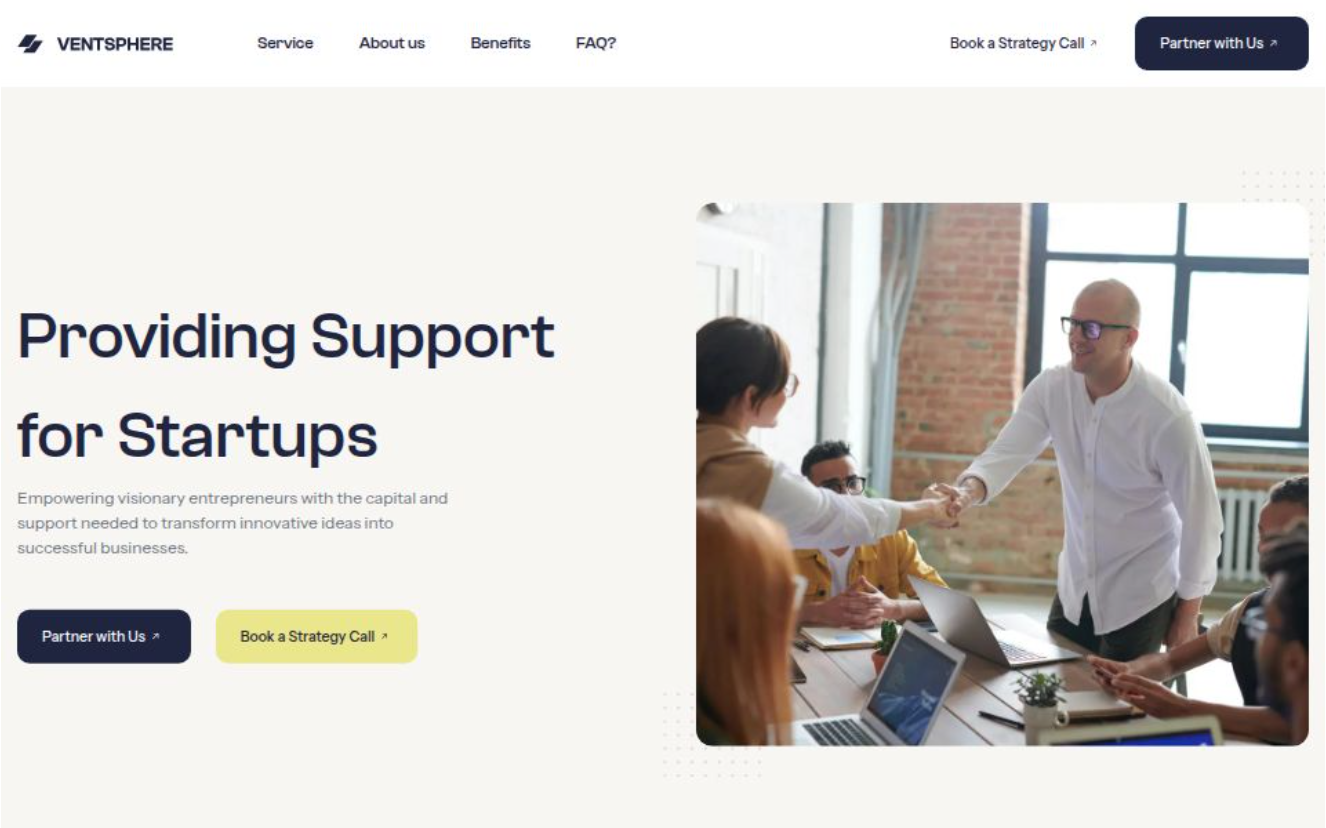 VENTSPHERE
Service
About us
Benefits
FAQ?
Book a Strategy Call ↗
Partner with Us ↗
Providing Support
for Startups
Empowering visionary entrepreneurs with the capital and
support needed to transform innovative ideas into
successful businesses.
Partner with Us ↗
Book a Strategy Call ↗